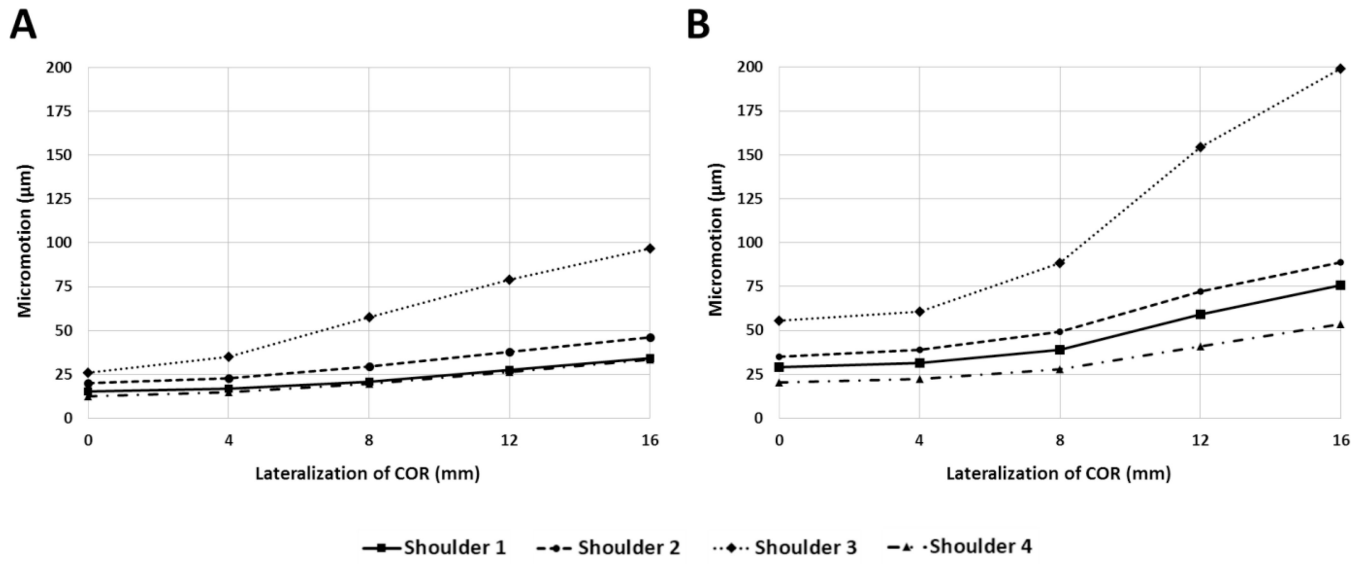 A
B
200
175
150
125
100
75
50
25
0
Micromotion (µm)
0 4 8 12 16
Lateralization of COR (mm)
200
175
150
125
100
75
50
25
0
Micromotion (µm)
0 4 8 12 16
Lateralization of COR (mm)
Shoulder 1 Shoulder 2 Shoulder 3 Shoulder 4